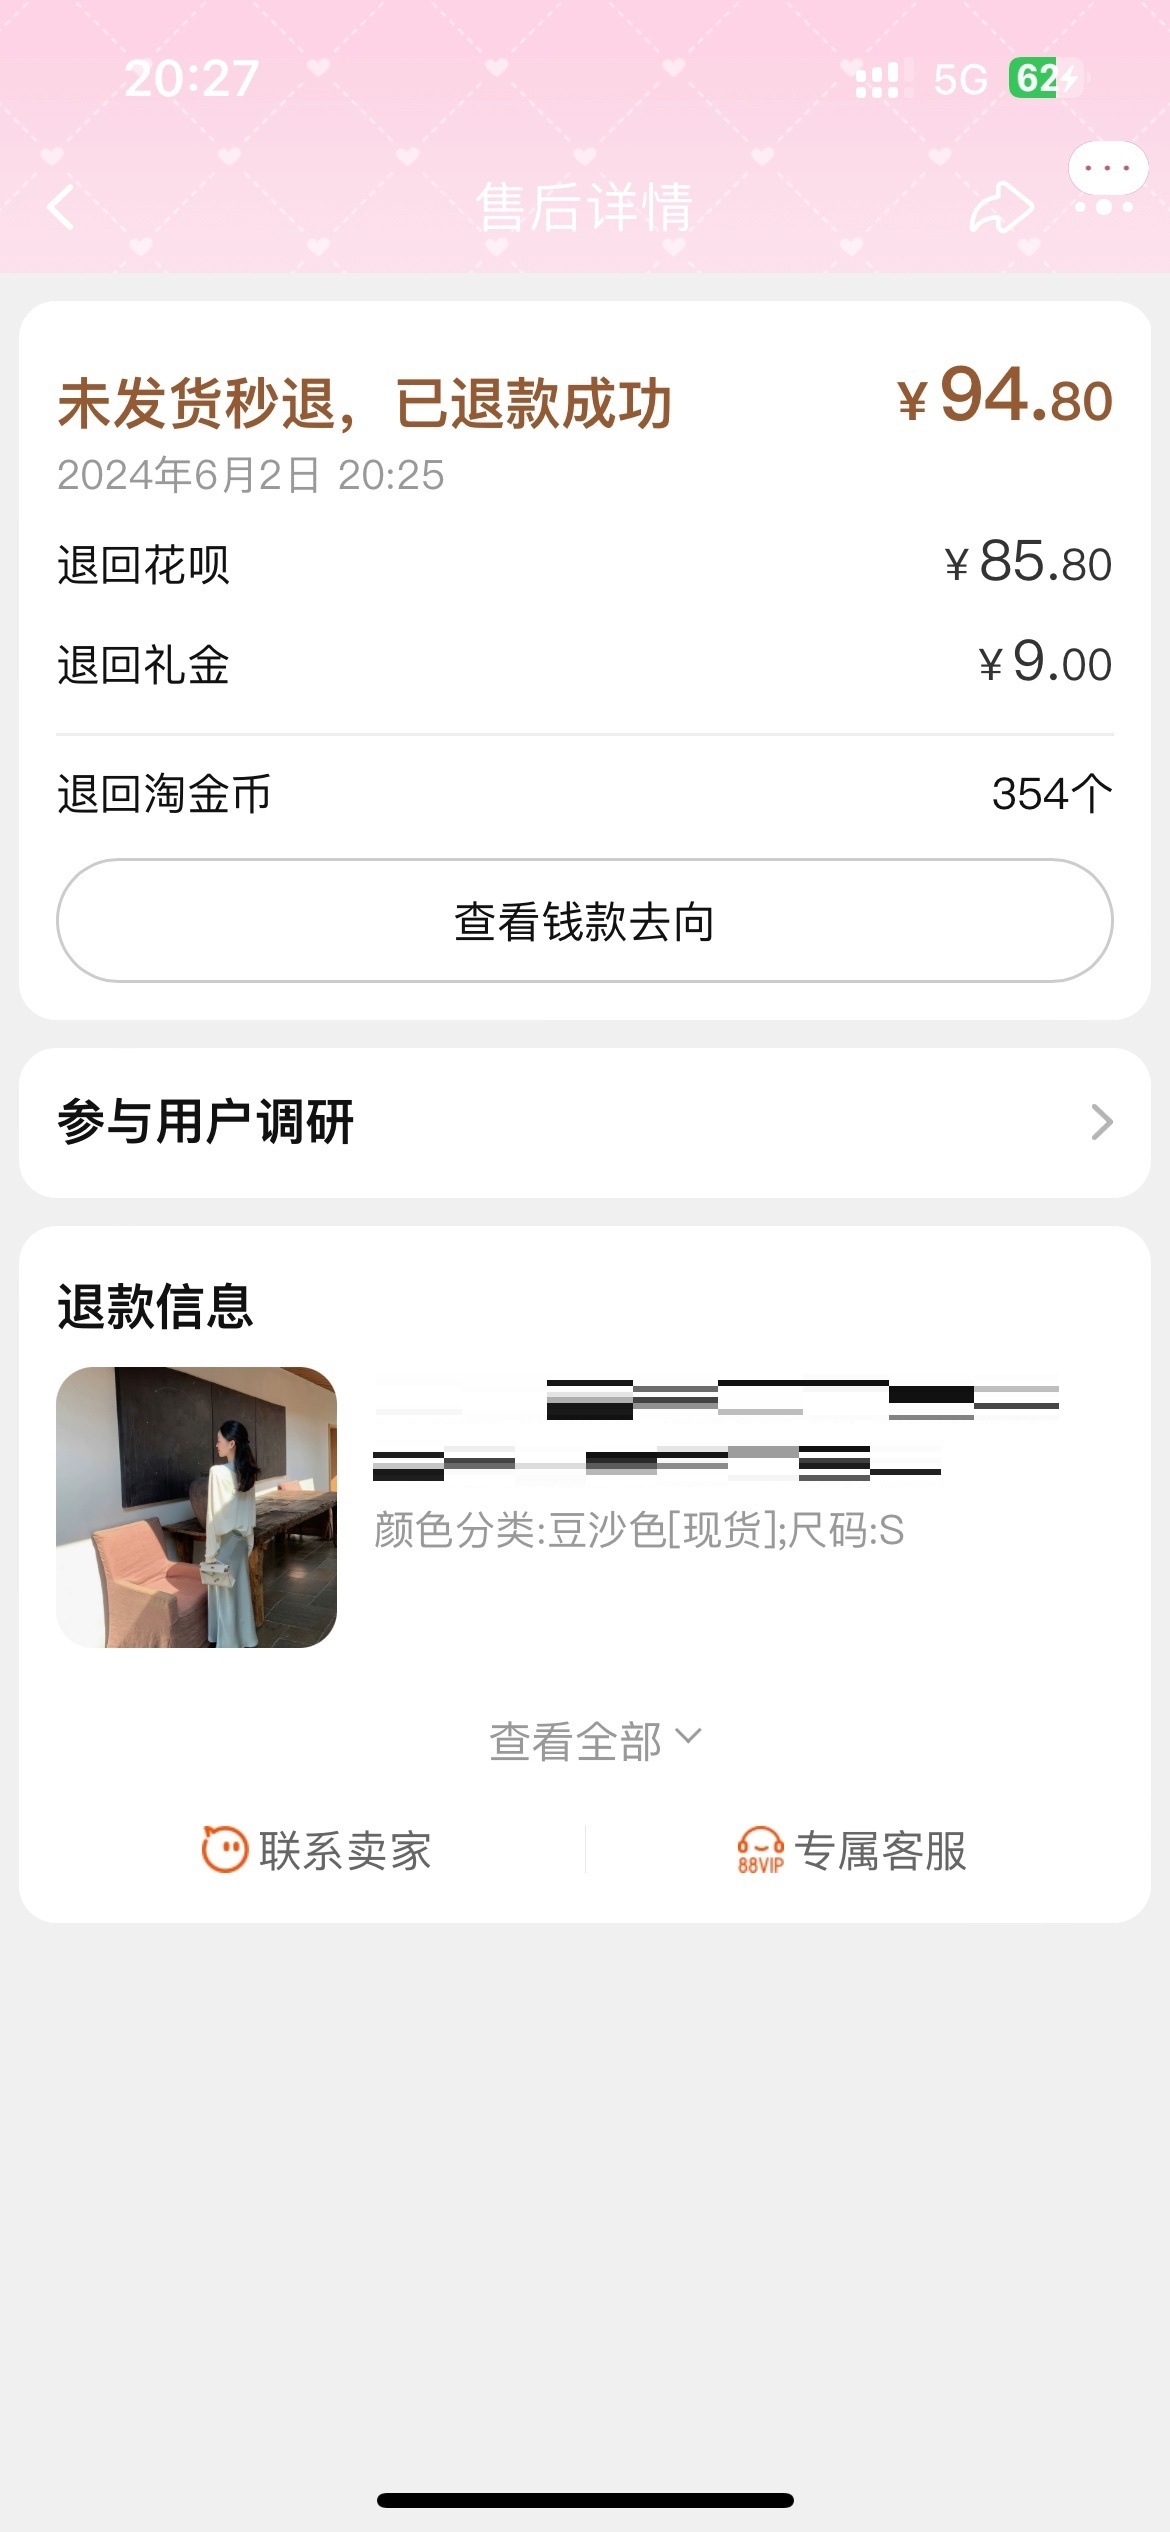 20:27
5G
62
售后详情
未发货秒退，已退款成功
¥94.80
2024年6月2日 20:25
退回花呗
¥85.80
退回礼金
¥9.00
退回淘金币
354个
查看钱款去向
参与用户调研
退款信息
颜色分类:豆沙色[现货];尺码:S
查看全部
联系卖家
88VIP
专属客服